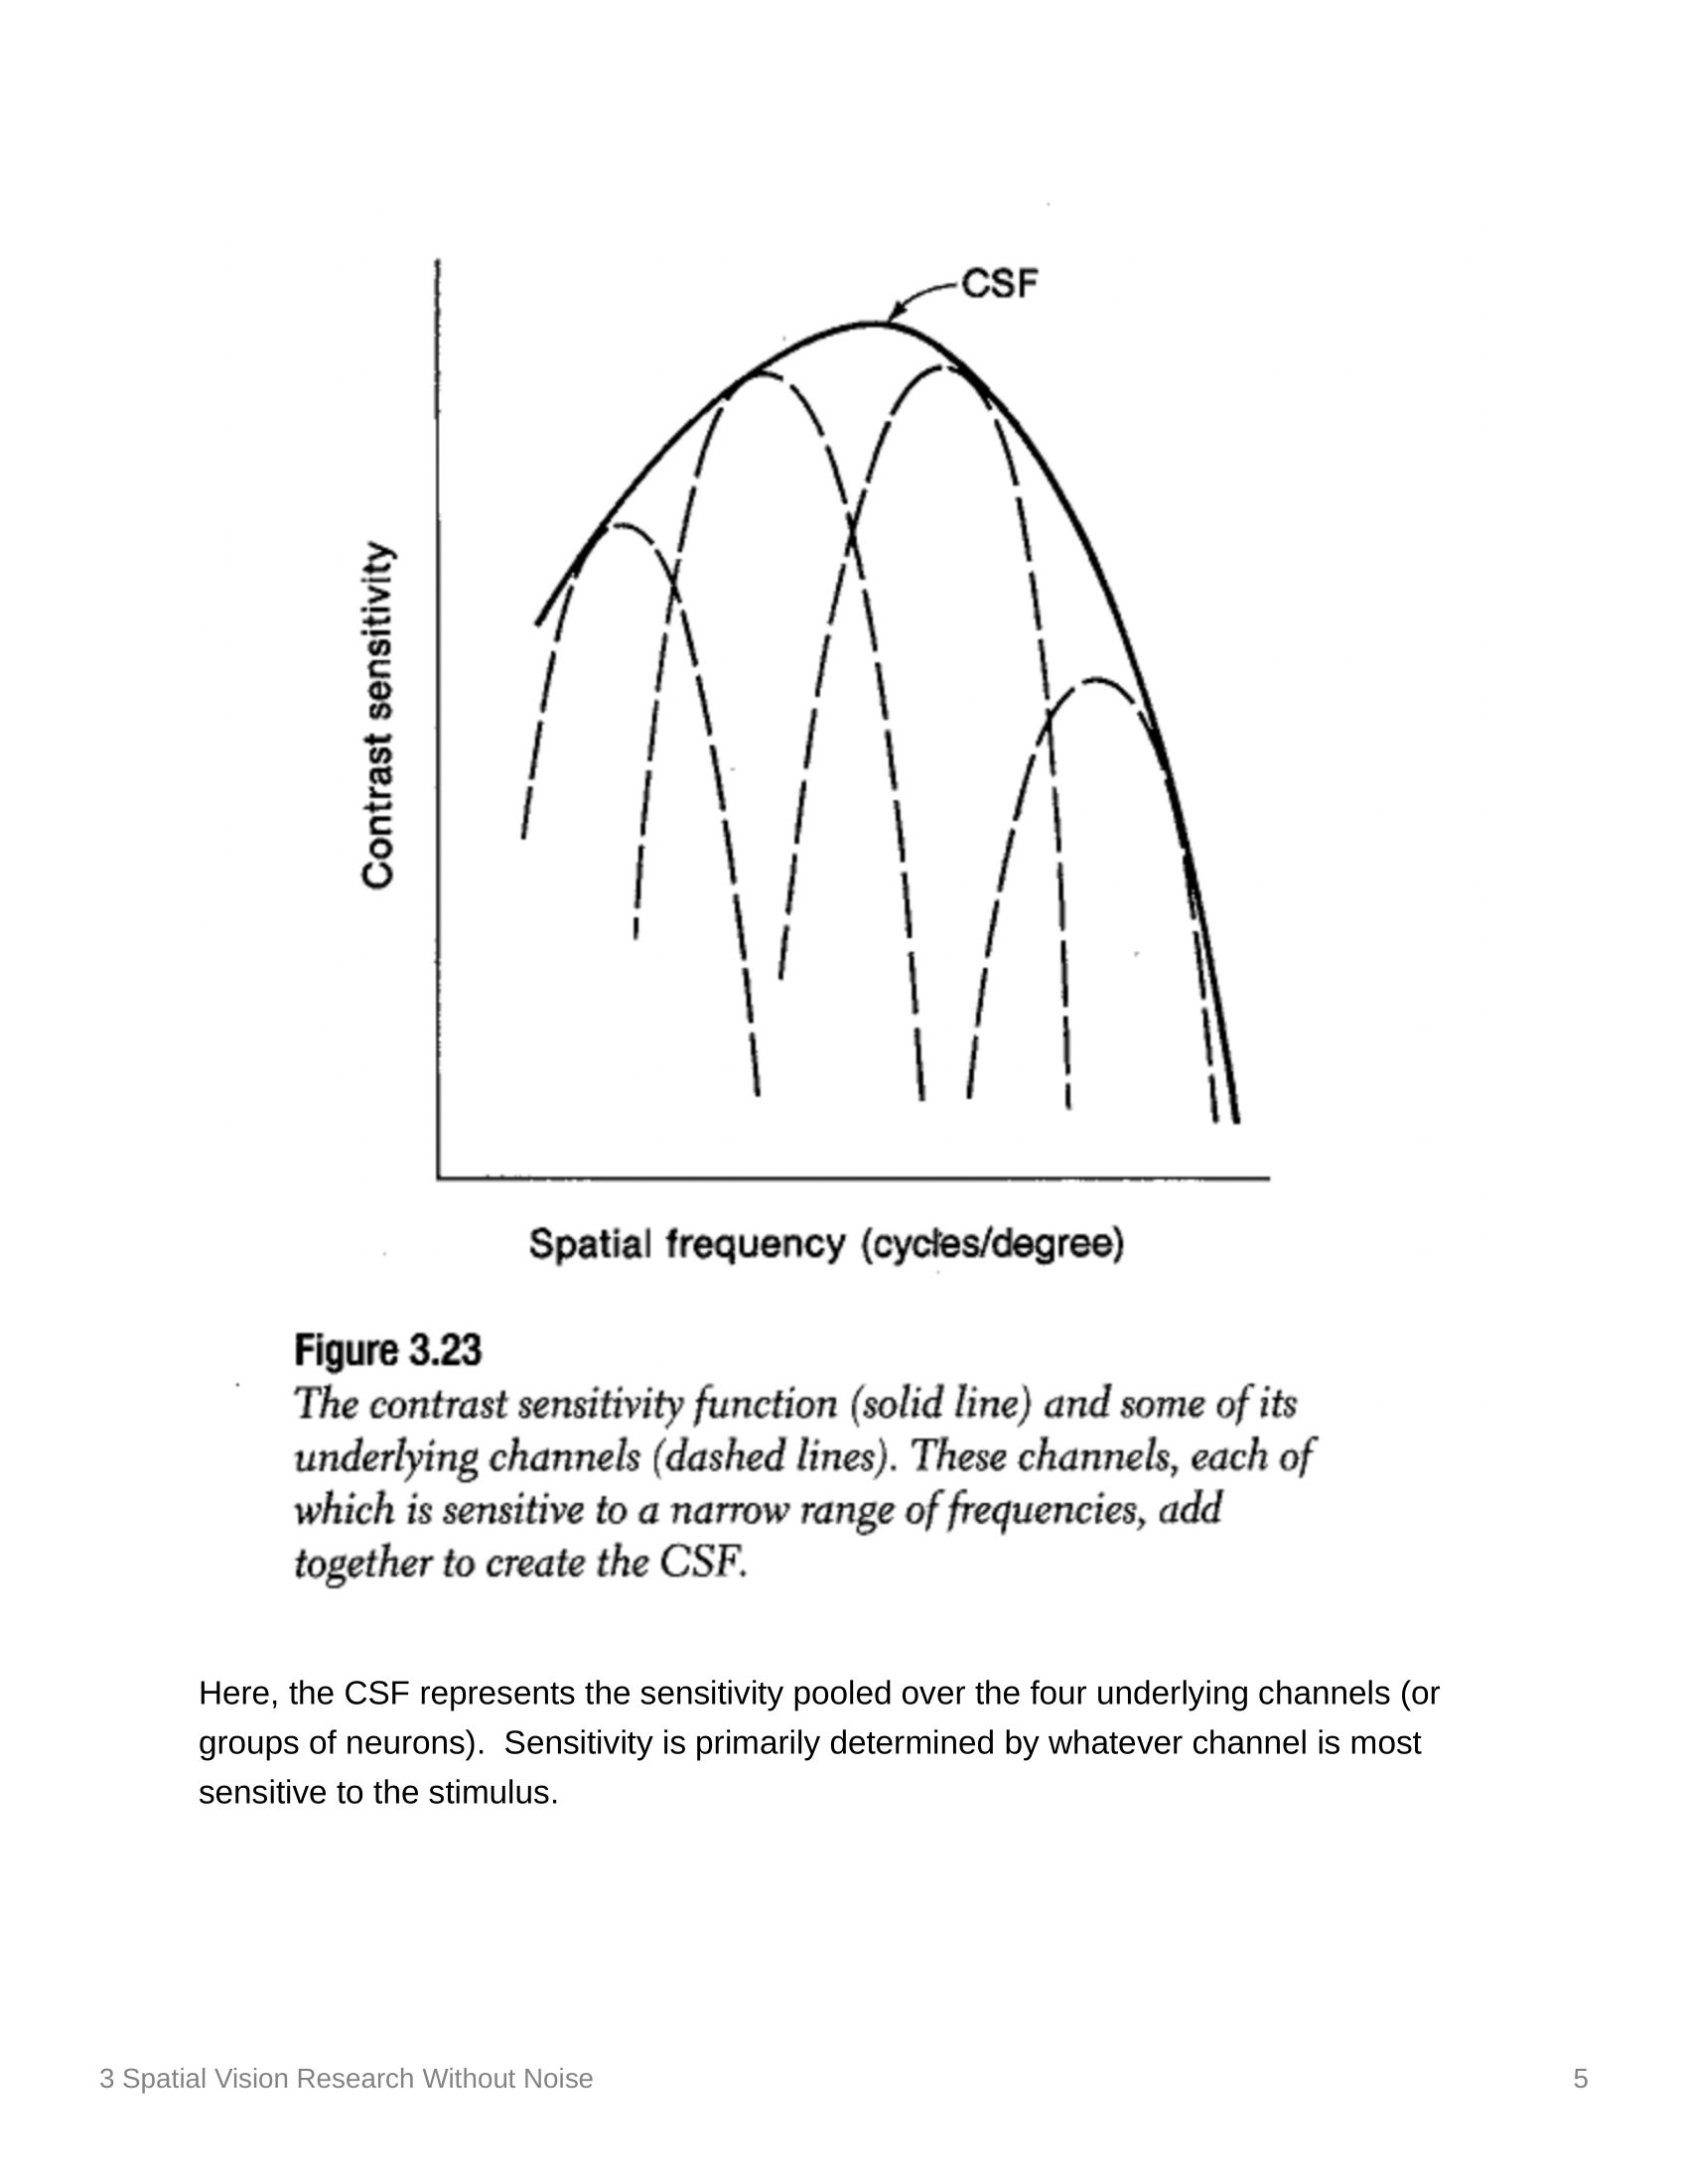 CSF
Contrast sensitivity
Spatial frequency (cycles/degree)
Figure 3.23
The contrast sensitivity function (solid line) and some of its
underlying channels (dashed lines). These channels, each of
which is sensitive to a narrow range of frequencies, add
together to create the CSF.
Here, the CSF represents the sensitivity pooled over the four underlying channels (or
groups of neurons).  Sensitivity is primarily determined by whatever channel is most
sensitive to the stimulus.
3 Spatial Vision Research Without Noise
5